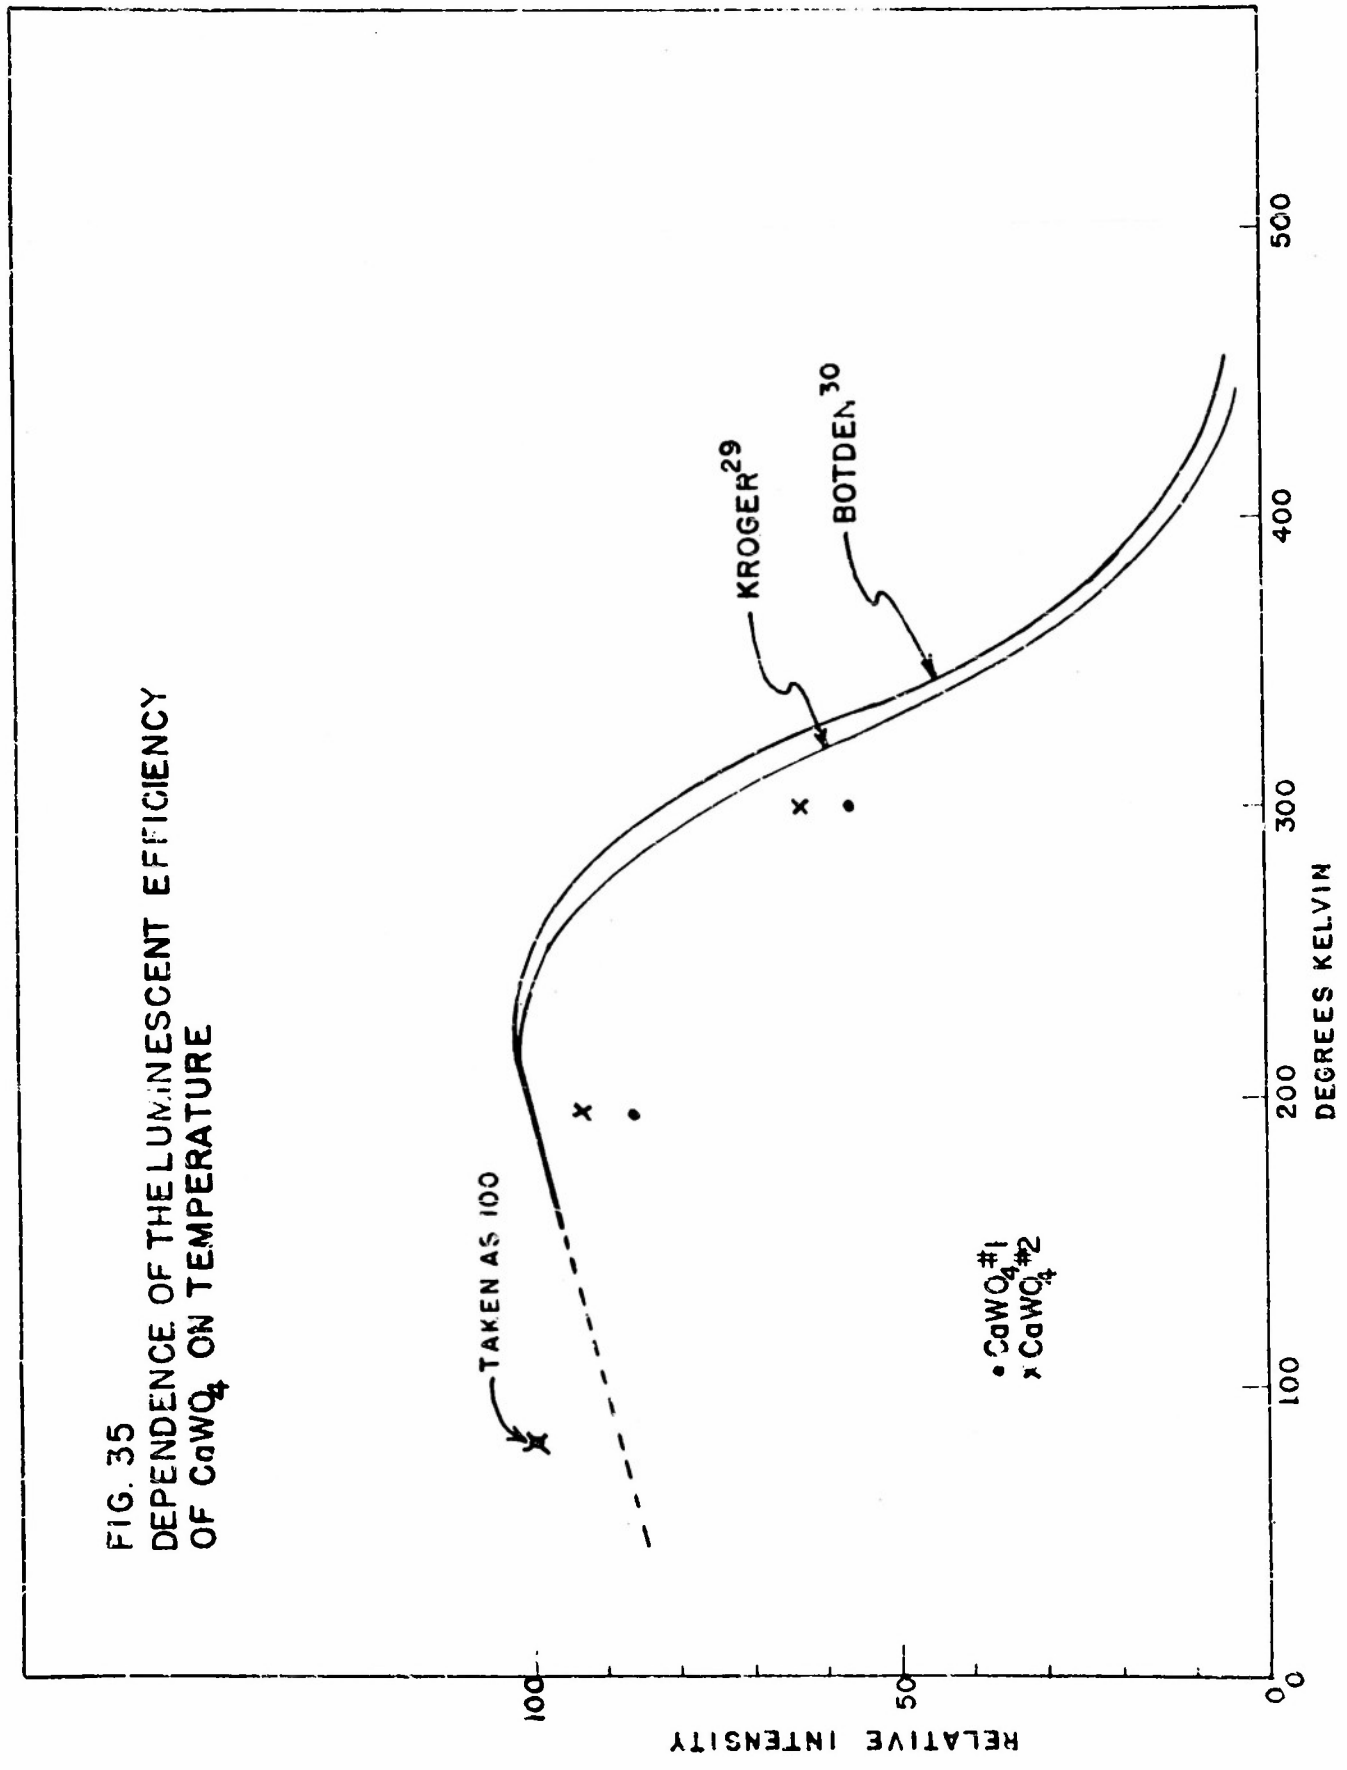 FIG. 35
DEPENDENCE OF THE LUMINESCENT EFFICIENCY
OF CaWO₄ ON TEMPERATURE
TAKEN AS 100
KROGER²⁹
BOTDEN³⁰
• CaWO₄ #1
x CaWO₄ #2
RELATIVE INTENSITY
100
50
0
0
100
200
300
400
500
DEGREES KELVIN